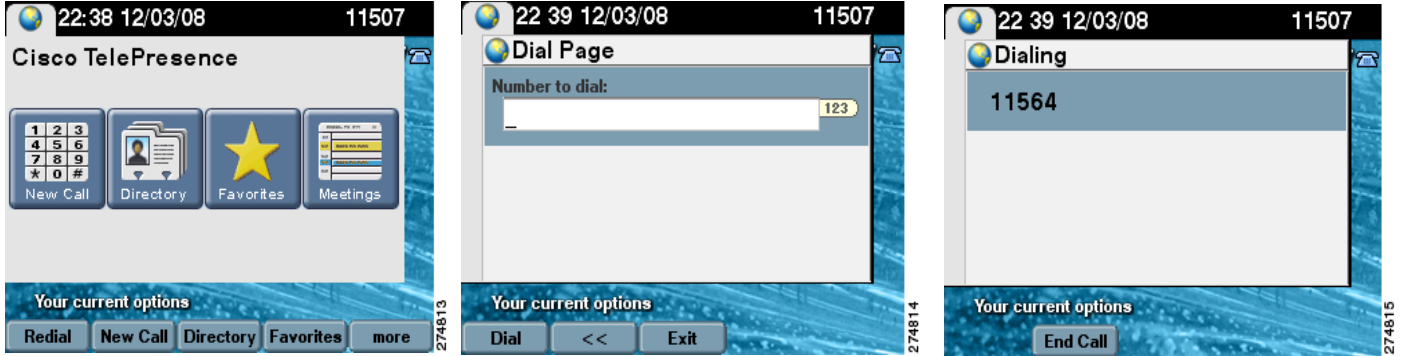 22:38 12/03/08 11507
Cisco TelePresence
1 2 3
4 5 6
7 8 9
* 0 #
New Call Directory Favorites Meetings
Your current options
Redial New Call Directory Favorites more
274813
22 39 12/03/08 11507
Dial Page
Number to dial:
123
_
Your current options
Dial << Exit
274814
22 39 12/03/08 11507
Dialing
11564
Your current options
End Call
274815